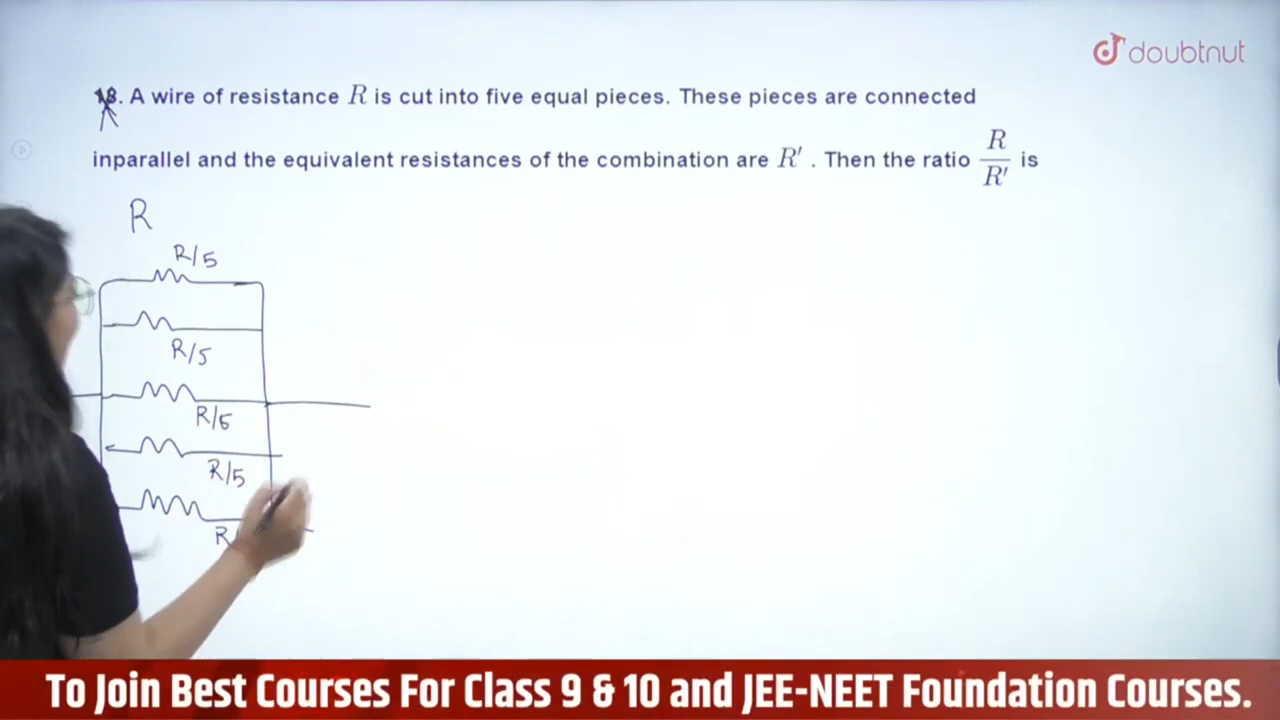 doubtnut
18. A wire of resistance R is cut into five equal pieces. These pieces are connected
inparallel and the equivalent resistances of the combination are R′ . Then the ratio R/R′ is
R
R/5
R/5
R/5
R/5
R/
To Join Best Courses For Class 9 & 10 and JEE-NEET Foundation Courses.